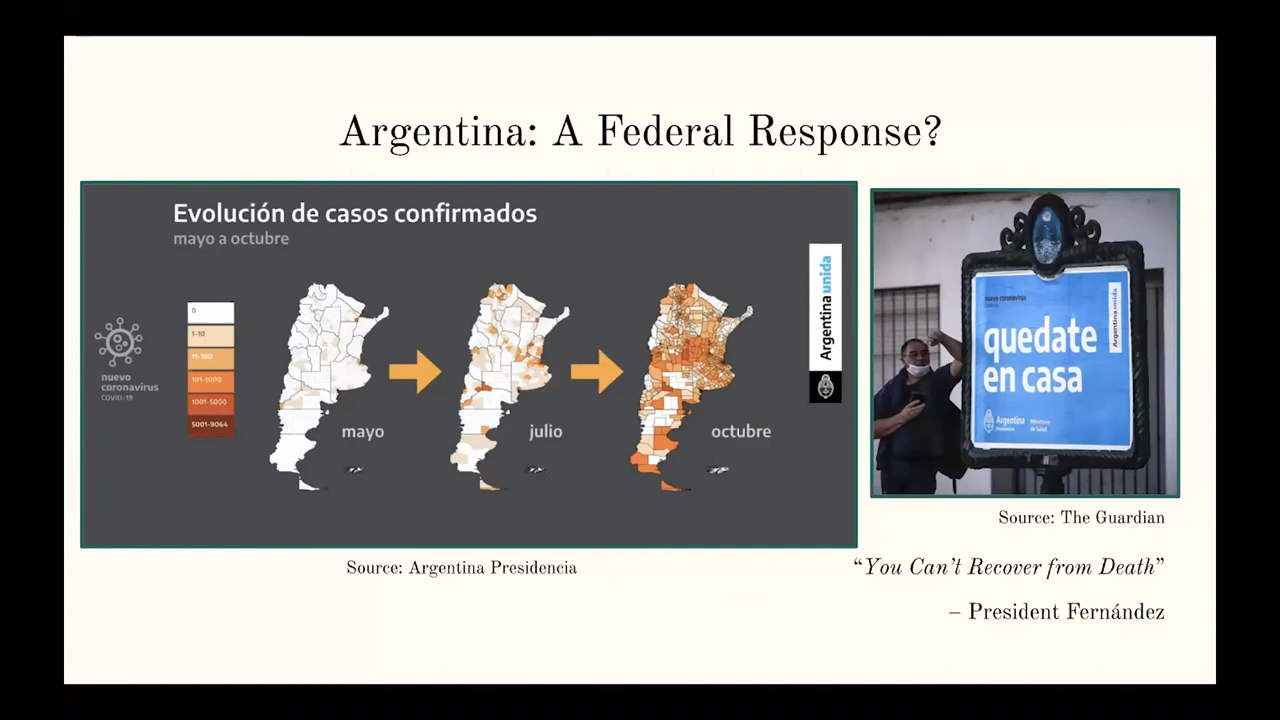 Argentina: A Federal Response?
Evolución de casos confirmados
mayo a octubre
nuevo
coronavirus
COVID-19
0
1-10
11-100
101-1000
1001-5000
5001-9064
mayo
julio
octubre
Argentina unida
Source: Argentina Presidencia
nuevo coronavirus
quedate
en casa
Argentina unida
Argentina
Presidencia
Ministerio
de Salud
Source: The Guardian
“You Can’t Recover from Death”
– President Fernández